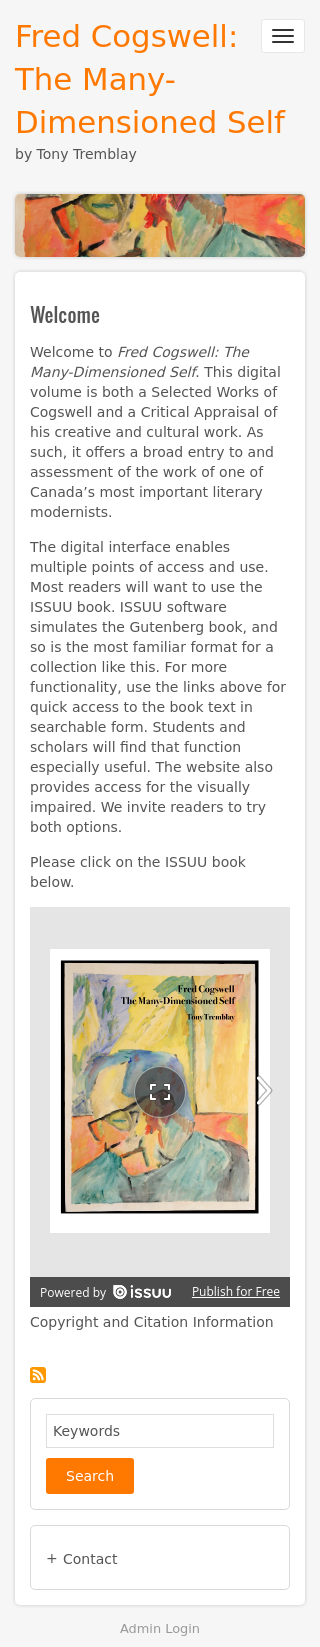 Fred Cogswell:
The Many-
Dimensioned Self
by Tony Tremblay
Welcome
Welcome to Fred Cogswell: The
Many-Dimensioned Self. This digital
volume is both a Selected Works of
Cogswell and a Critical Appraisal of
his creative and cultural work. As
such, it offers a broad entry to and
assessment of the work of one of
Canada’s most important literary
modernists.
The digital interface enables
multiple points of access and use.
Most readers will want to use the
ISSUU book. ISSUU software
simulates the Gutenberg book, and
so is the most familiar format for a
collection like this. For more
functionality, use the links above for
quick access to the book text in
searchable form. Students and
scholars will find that function
especially useful. The website also
provides access for the visually
impaired. We invite readers to try
both options.
Please click on the ISSUU book
below.
Fred Cogswell
The Many-Dimensioned Self
Tony Tremblay
Powered by issuu Publish for Free
Copyright and Citation Information
Keywords
Search
+ Contact
Admin Login